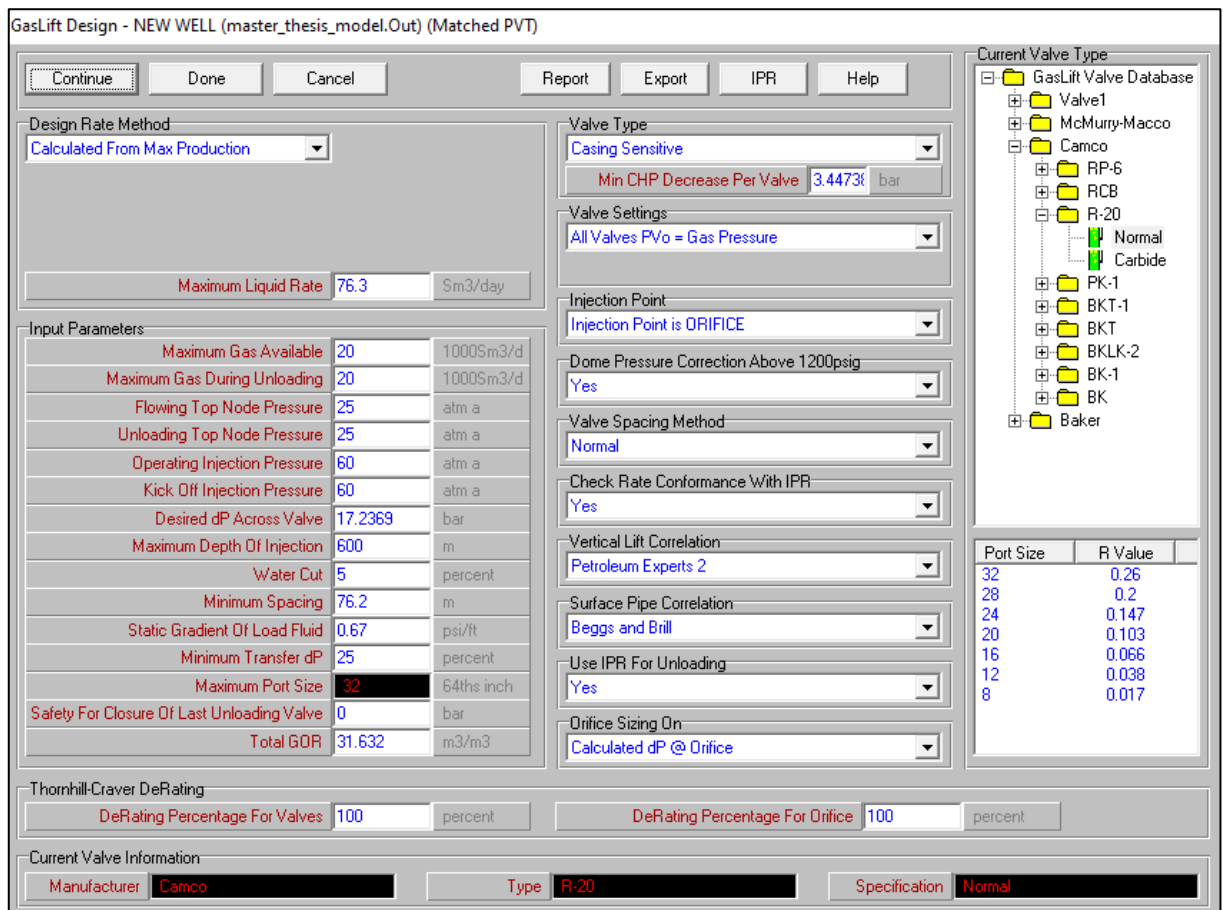 GasLift Design - NEW WELL (master_thesis_model.Out) (Matched PVT)
Continue Done Cancel Report Export IPR Help
Design Rate Method
Calculated From Max Production
Maximum Liquid Rate 76.3 Sm3/day
Input Parameters
Maximum Gas Available 20 1000Sm3/d
Maximum Gas During Unloading 20 1000Sm3/d
Flowing Top Node Pressure 25 atm a
Unloading Top Node Pressure 25 atm a
Operating Injection Pressure 60 atm a
Kick Off Injection Pressure 60 atm a
Desired dP Across Valve 17.2369 bar
Maximum Depth Of Injection 600 m
Water Cut 5 percent
Minimum Spacing 76.2 m
Static Gradient Of Load Fluid 0.67 psi/ft
Minimum Transfer dP 25 percent
Maximum Port Size 32 64ths inch
Safety For Closure Of Last Unloading Valve 0 bar
Total GOR 31.632 m3/m3
Valve Type
Casing Sensitive
Min CHP Decrease Per Valve 3.44738 bar
Valve Settings
All Valves PVo = Gas Pressure
Injection Point
Injection Point is ORIFICE
Dome Pressure Correction Above 1200psig
Yes
Valve Spacing Method
Normal
Check Rate Conformance With IPR
Yes
Vertical Lift Correlation
Petroleum Experts 2
Surface Pipe Correlation
Beggs and Brill
Use IPR For Unloading
Yes
Orifice Sizing On
Calculated dP @ Orifice
Current Valve Type
GasLift Valve Database
Valve1
McMurry-Macco
Camco
RP-6
RCB
R-20
Normal
Carbide
PK-1
BKT-1
BKT
BKLK-2
BK-1
BK
Baker
Port Size R Value
32 0.26
28 0.2
24 0.147
20 0.103
16 0.066
12 0.038
8 0.017
Thornhill-Craver DeRating
DeRating Percentage For Valves 100 percent DeRating Percentage For Orifice 100 percent
Current Valve Information
Manufacturer Camco Type R-20 Specification Normal